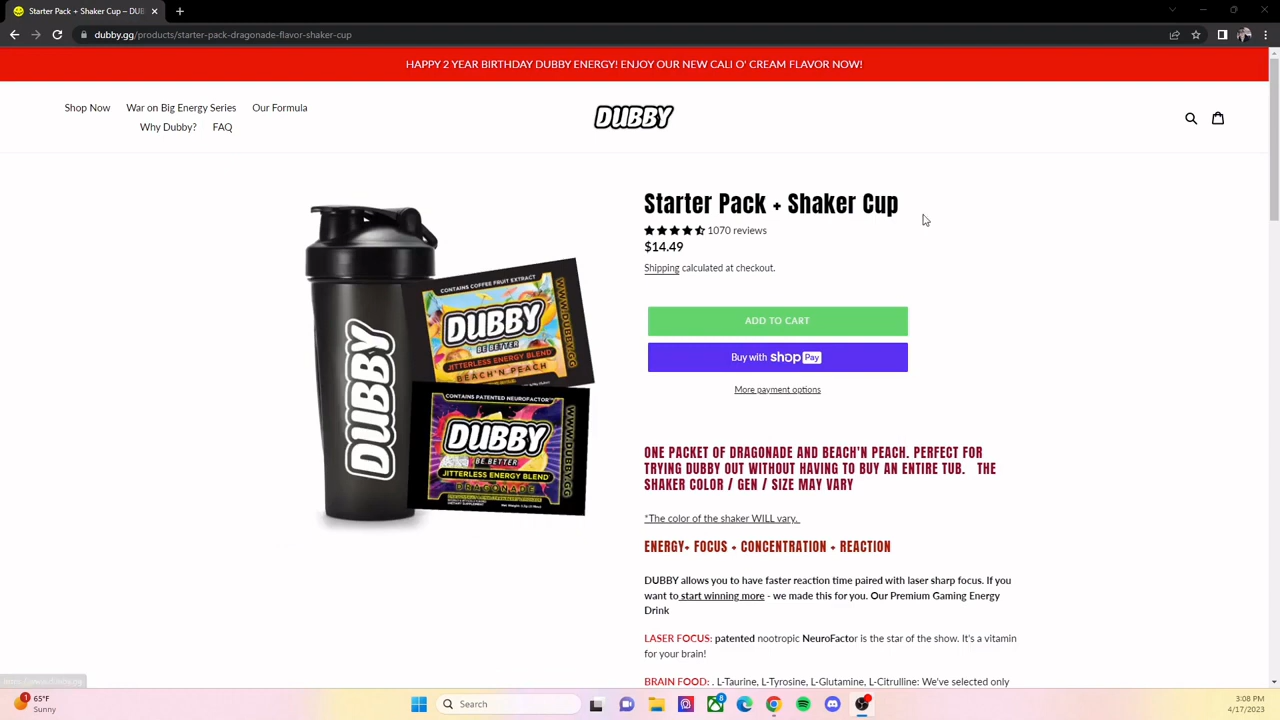 Starter Pack + Shaker Cup – DUB
dubby.gg/products/starter-pack-dragonade-flavor-shaker-cup
HAPPY 2 YEAR BIRTHDAY DUBBY ENERGY! ENJOY OUR NEW CALI O' CREAM FLAVOR NOW!
Shop Now War on Big Energy Series Our Formula
Why Dubby? FAQ
DUBBY
Starter Pack + Shaker Cup
1070 reviews
$14.49
Shipping calculated at checkout.
ADD TO CART
Buy with shop Pay
More payment options
DUBBY
CONTAINS COFFEE FRUIT EXTRACT
DUBBY
BE BETTER
JITTERLESS ENERGY BLEND
BEACH'N PEACH
WWW.DUBBY.GG
CONTAINS PATENTED NEUROFACTOR
DUBBY
BE BETTER
JITTERLESS ENERGY BLEND
DRAGONADE
WWW.DUBBY.GG
ONE PACKET OF DRAGONADE AND BEACH'N PEACH. PERFECT FOR
TRYING DUBBY OUT WITHOUT HAVING TO BUY AN ENTIRE TUB. THE
SHAKER COLOR / GEN / SIZE MAY VARY
*The color of the shaker WILL vary.
ENERGY+ FOCUS + CONCENTRATION + REACTION
DUBBY allows you to have faster reaction time paired with laser sharp focus. If you
want to start winning more - we made this for you. Our Premium Gaming Energy
Drink
LASER FOCUS: patented nootropic NeuroFactor is the star of the show. It's a vitamin
for your brain!
BRAIN FOOD: . L-Taurine, L-Tyrosine, L-Glutamine, L-Citrulline: We've selected only
1
65°F
Sunny
Search
8
3:08 PM
4/17/2023